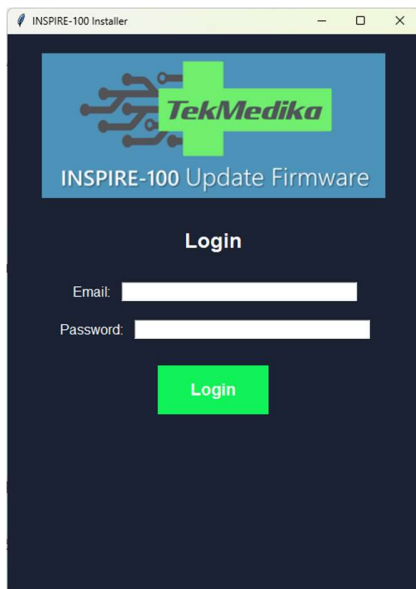 INSPIRE-100 Installer
TekMedika
INSPIRE-100 Update Firmware
Login
Email:
Password:
Login